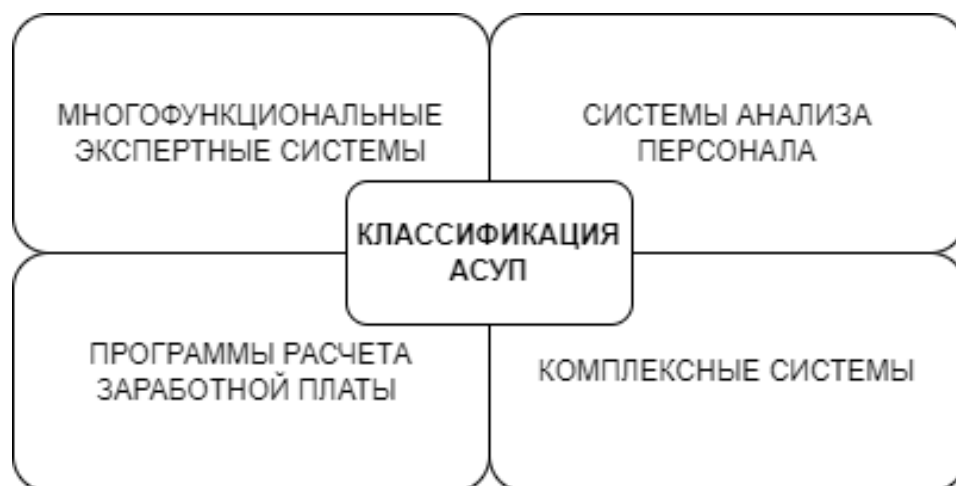 МНОГОФУНКЦИОНАЛЬНЫЕ
ЭКСПЕРТНЫЕ СИСТЕМЫ
СИСТЕМЫ АНАЛИЗА
ПЕРСОНАЛА
КЛАССИФИКАЦИЯ
АСУП
ПРОГРАММЫ РАСЧЕТА
ЗАРАБОТНОЙ ПЛАТЫ
КОМПЛЕКСНЫЕ СИСТЕМЫ